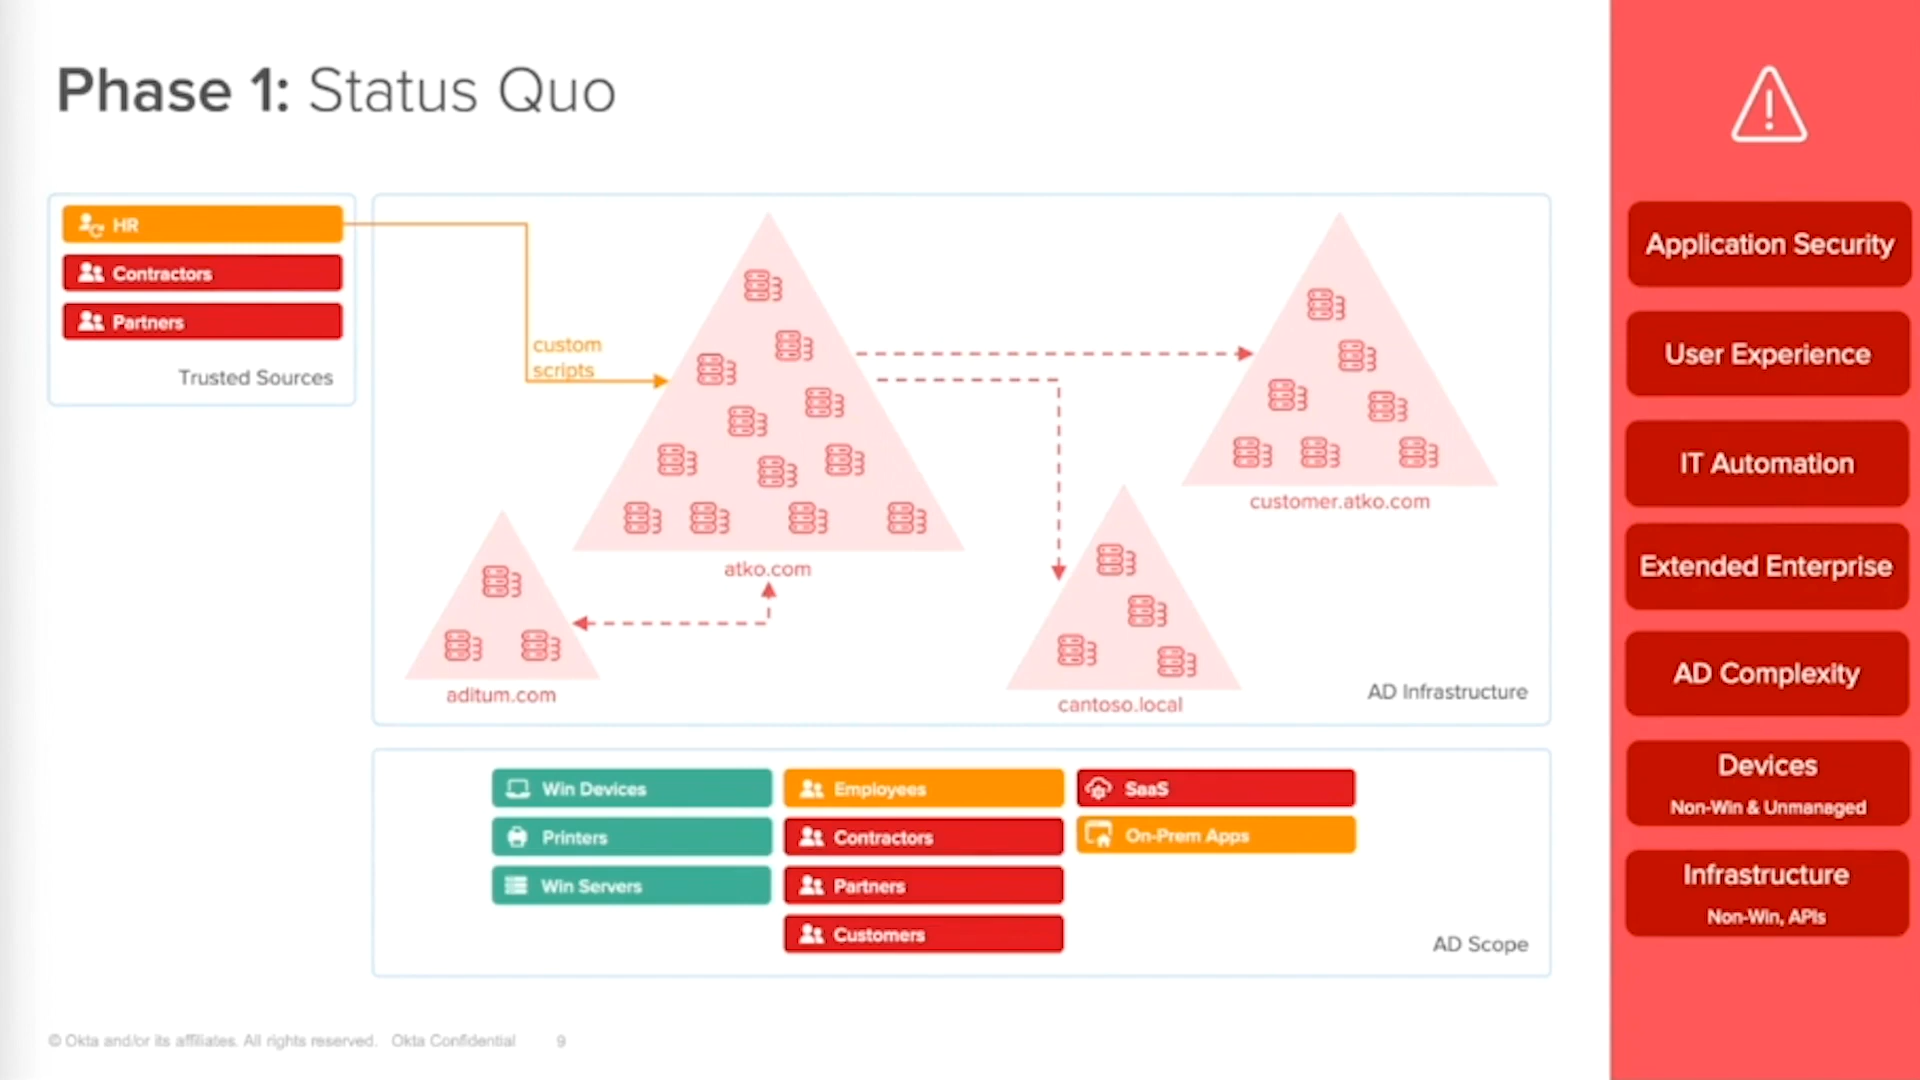 Phase 1: Status Quo
HR
Contractors
Partners
Trusted Sources
custom
scripts
atko.com
customer.atko.com
aditum.com
cantoso.local
AD Infrastructure
Win Devices
Printers
Win Servers
Employees
Contractors
Partners
Customers
SaaS
On-Prem Apps
AD Scope
Application Security
User Experience
IT Automation
Extended Enterprise
AD Complexity
Devices
Non-Win & Unmanaged
Infrastructure
Non-Win, APIs
© Okta and/or its affiliates. All rights reserved. Okta Confidential 9